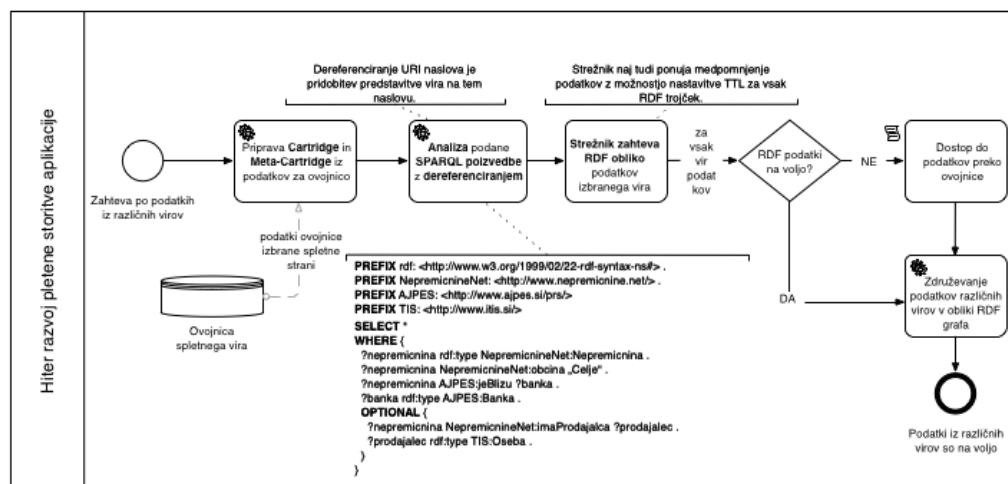 Hiter razvoj pletene storitve aplikacije
Dereferenciranje URI naslova je
pridobitev predstavitve vira na tem
naslovu.
Strežnik naj tudi ponuja medpomnjenje
podatkov z možnostjo nastavitve TTL za vsak
RDF trojček.
Zahteva po podatkih
iz različnih virov
Priprava Cartridge in
Meta-Cartridge iz
podatkov za ovojnico
Analiza podane
SPARQL poizvedbe
z dereferenciranjem
Strežnik zahteva
RDF obliko
podatkov
izbranega vira
za
vsak
vir
podat
kov
RDF podatki
na voljo?
NE
Dostop do
podatkov preko
ovojnice
podatki ovojnice
izbrane spletne
strani
Ovojnica
spletnega vira
PREFIX rdf: <http://www.w3.org/1999/02/22-rdf-syntax-ns#> .
PREFIX NepremicnineNet: <http://www.nepremicnine.net/> .
PREFIX AJPES: <http://www.ajpes.si/prs/>
PREFIX TIS: <http://www.itis.si/>
SELECT *
WHERE {
?nepremicnina rdf:type NepremicnineNet:Nepremicnina .
?nepremicnina NepremicnineNet:obcina „Celje“ .
?nepremicnina AJPES:jeBlizu ?banka .
?banka rdf:type AJPES:Banka .
OPTIONAL {
?nepremicnina NepremicnineNet:imaProdajalca ?prodajalec .
?prodajalec rdf:type TIS:Oseba .
}
}
DA
Združevanje
podatkov različnih
virov v obliki RDF
grafa
Podatki iz različnih
virov so na voljo